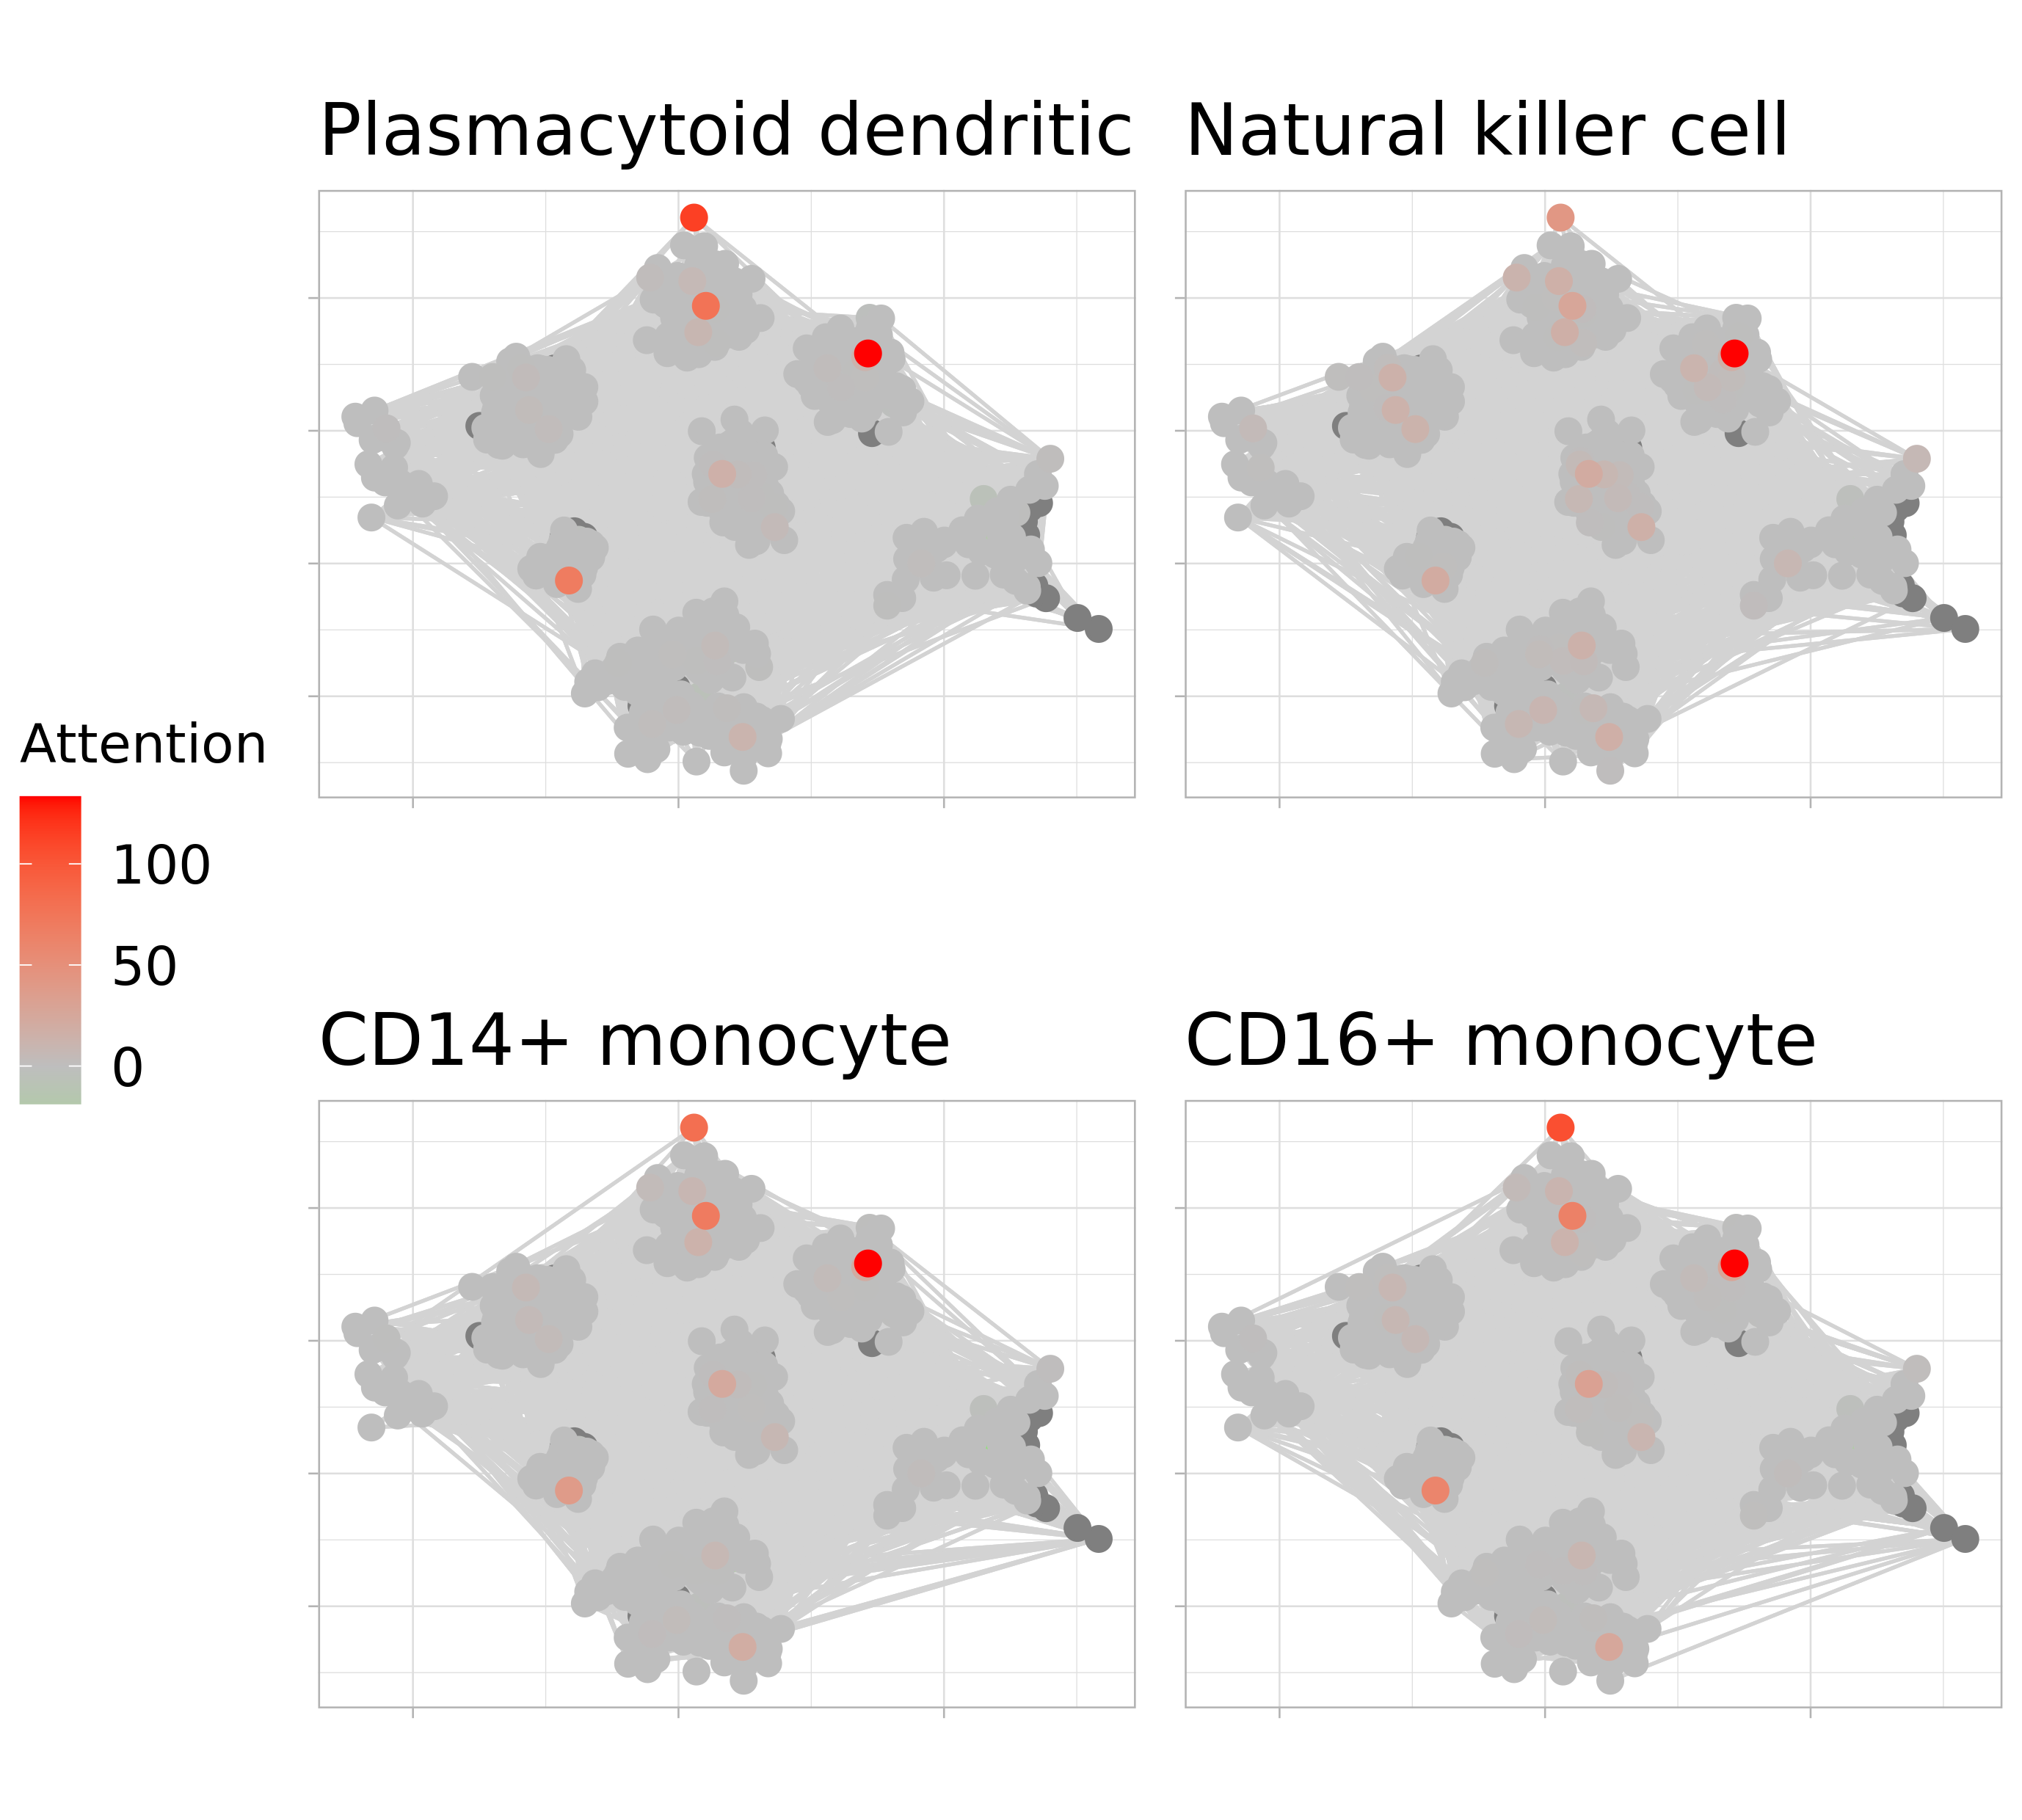 Plasmacytoid dendritic
Natural killer cell
Attention
100
50
0
CD14+ monocyte
CD16+ monocyte